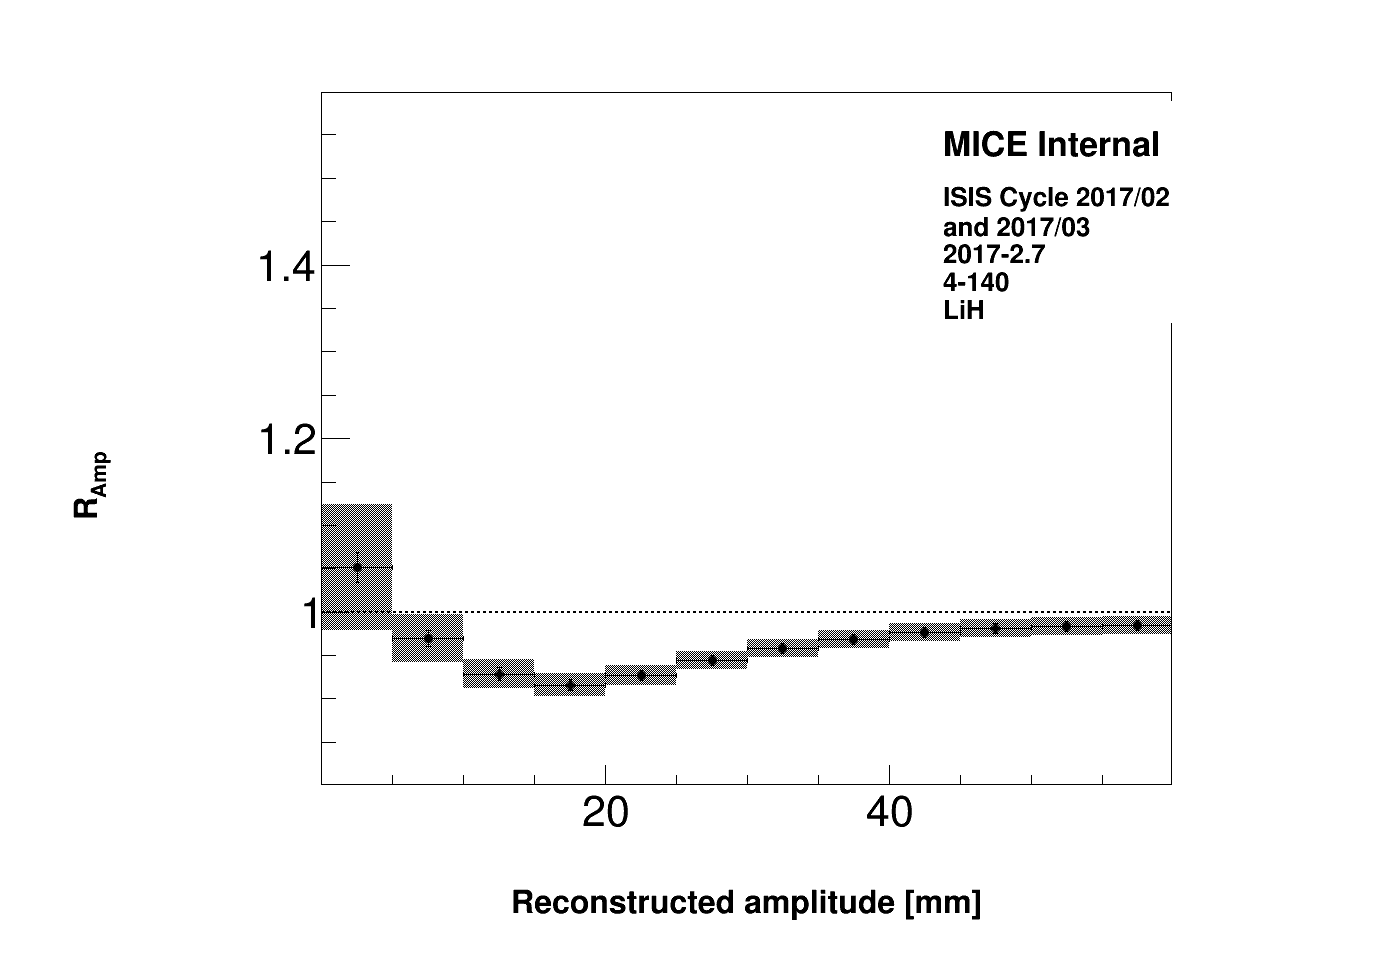 MICE Internal
ISIS Cycle 2017/02
and 2017/03
2017-2.7
4-140
LiH
1.4
1.2
1
R_Amp
20
40
Reconstructed amplitude [mm]